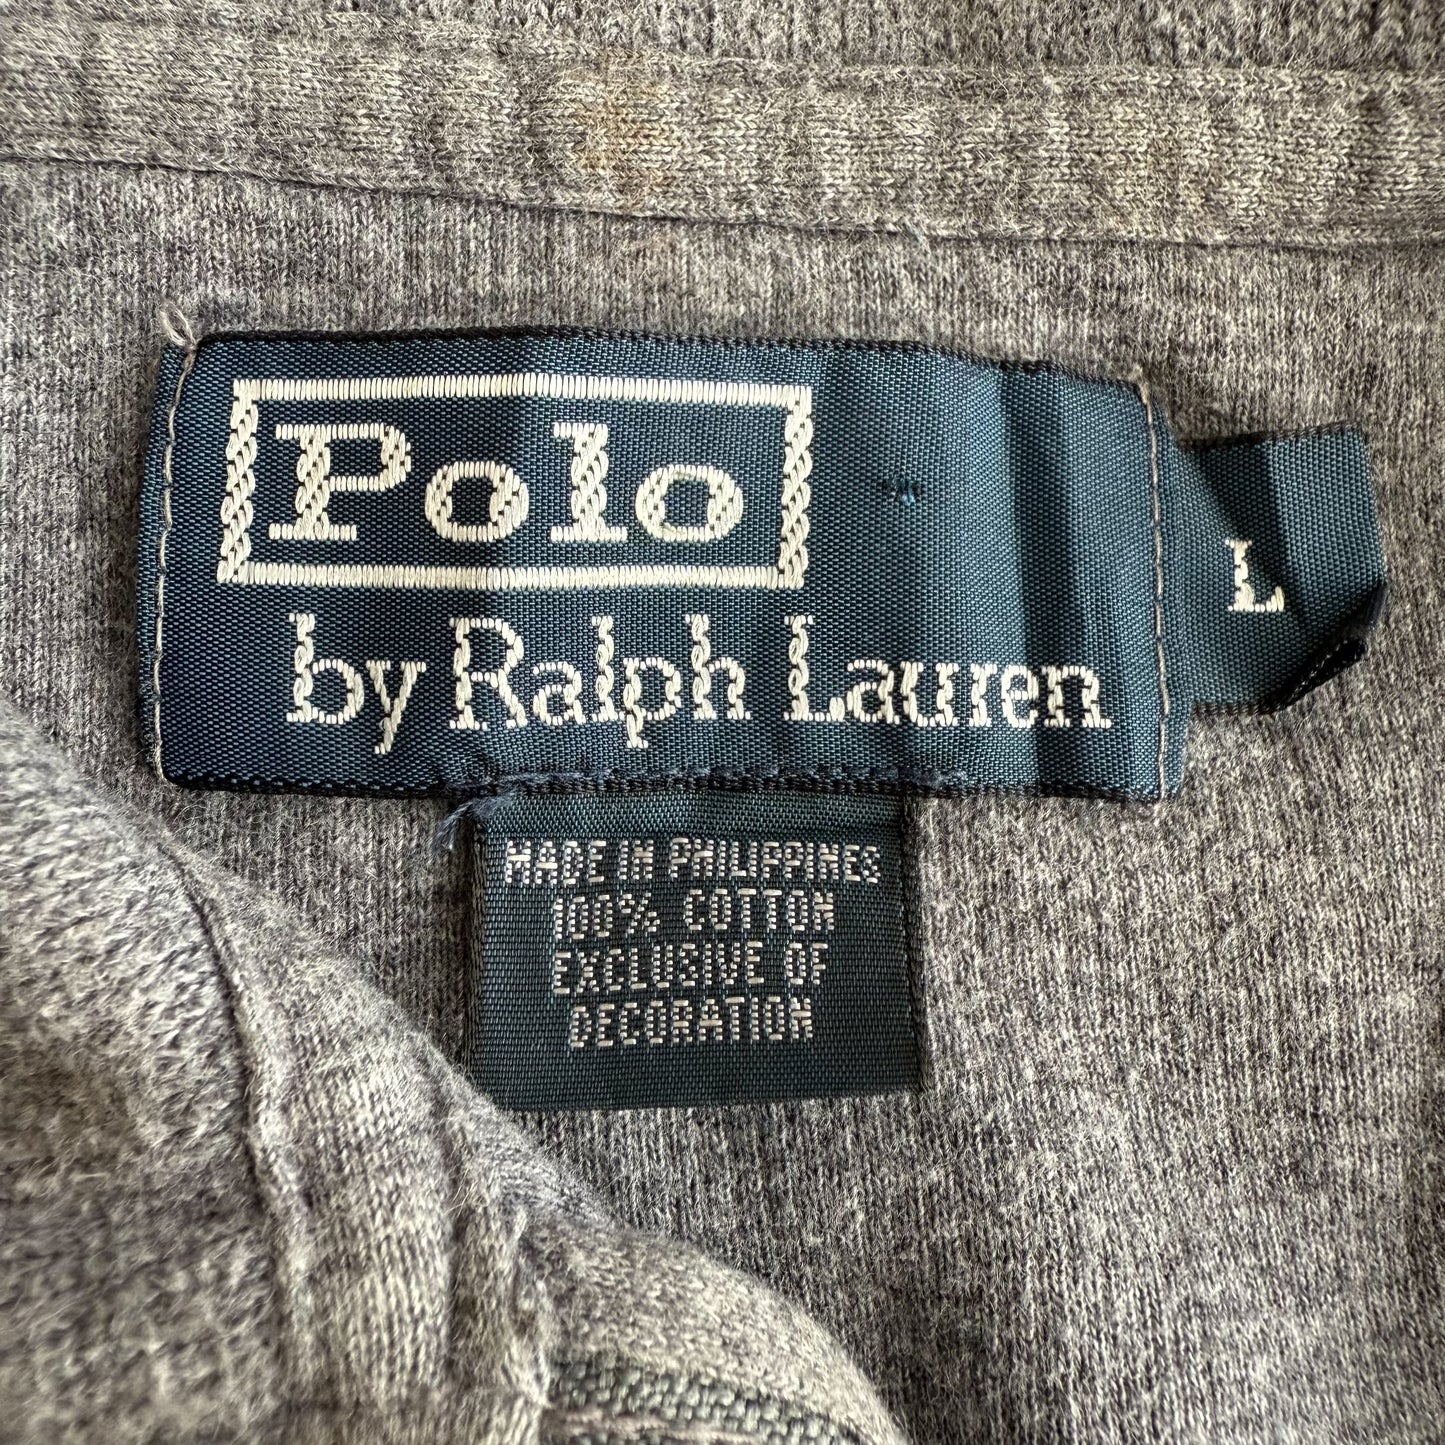 Polo
by Ralph Lauren
L
MADE IN PHILIPPINES
100% COTTON
EXCLUSIVE OF
DECORATION